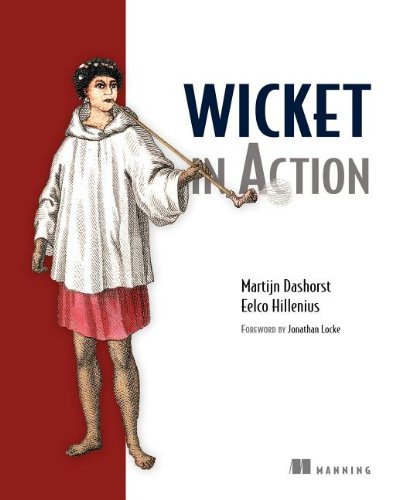 WICKET
IN ACTION
Martijn Dashorst
Eelco Hillenius
FOREWORD BY Jonathan Locke
MANNING